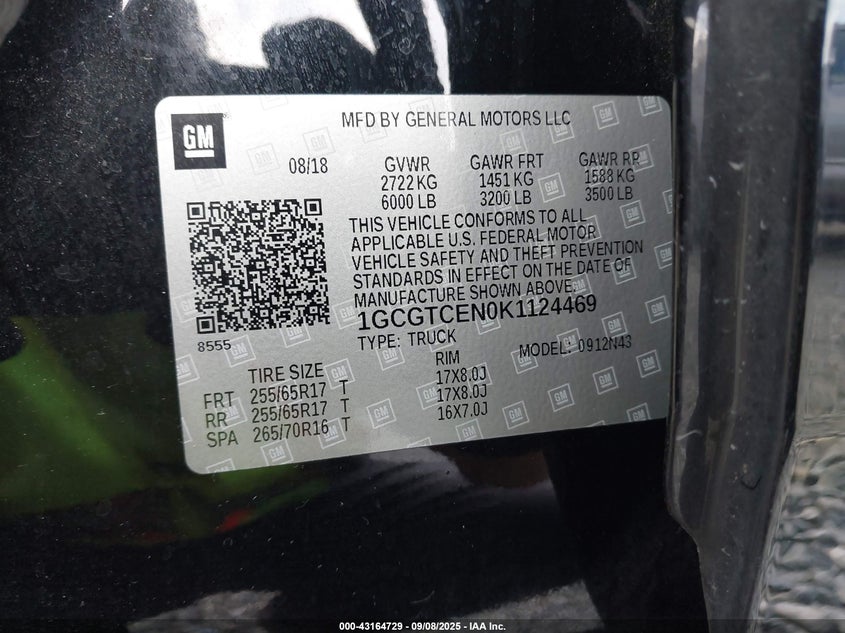 GM
MFD BY GENERAL MOTORS LLC
08/18
GVWR GAWR FRT GAWR RR
2722 KG 1451 KG 1588 KG
6000 LB 3200 LB 3500 LB
THIS VEHICLE CONFORMS TO ALL
APPLICABLE U.S. FEDERAL MOTOR
VEHICLE SAFETY AND THEFT PREVENTION
STANDARDS IN EFFECT ON THE DATE OF
MANUFACTURE SHOWN ABOVE.
8555
1GCGTCEN0K1124469
TYPE: TRUCK MODEL: 0912N43
TIRE SIZE RIM
FRT 255/65R17 T 17X8.0J
RR 255/65R17 T 17X8.0J
SPA 265/70R16 T 16X7.0J
000-43164729 - 09/08/2025 - IAA Inc.